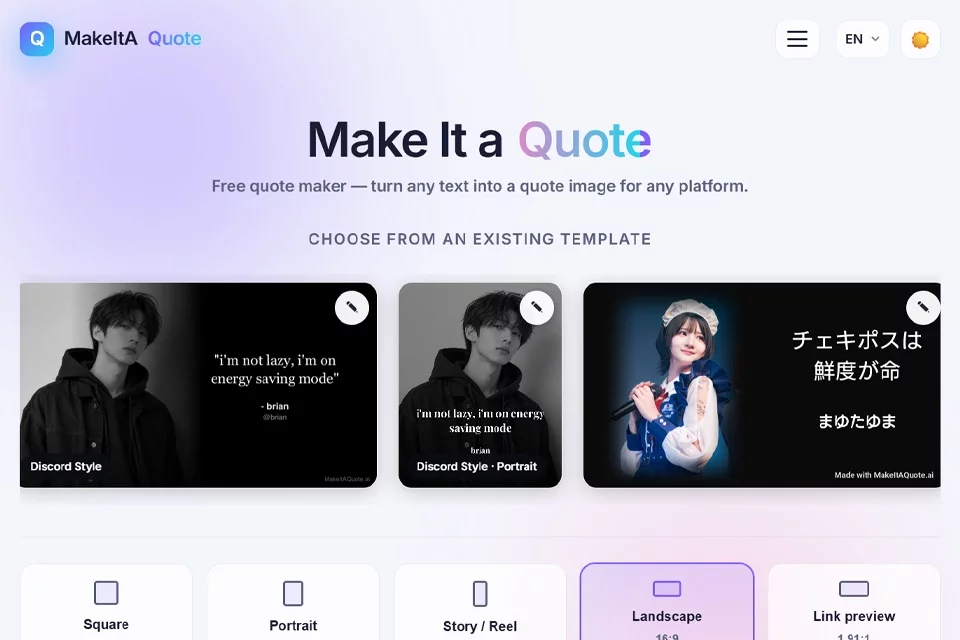 Q MakeItA Quote
EN
Make It a Quote
Free quote maker — turn any text into a quote image for any platform.
CHOOSE FROM AN EXISTING TEMPLATE
"i'm not lazy, i'm on
energy saving mode"
- brian
@brian
Discord Style
MakeItAQuote.ai
i'm not lazy, i'm on energy
saving mode
brian
Discord Style · Portrait
チェキポスは
鮮度が命
まゆたゆま
Made with MakeItAQuote.ai
Square
Portrait
Story / Reel
Landscape
16:9
Link preview
1.91:1